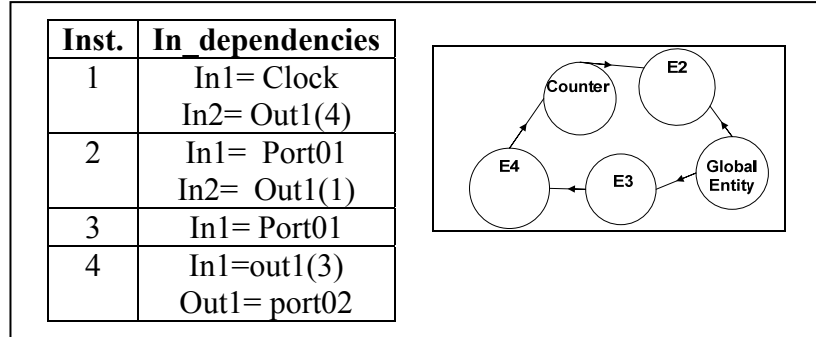 Inst. In_dependencies
1 In1= Clock
In2= Out1(4)
2 In1= Port01
In2= Out1(1)
3 In1= Port01
4 In1=out1(3)
Out1= port02
Counter
E2
E4
E3
Global
Entity